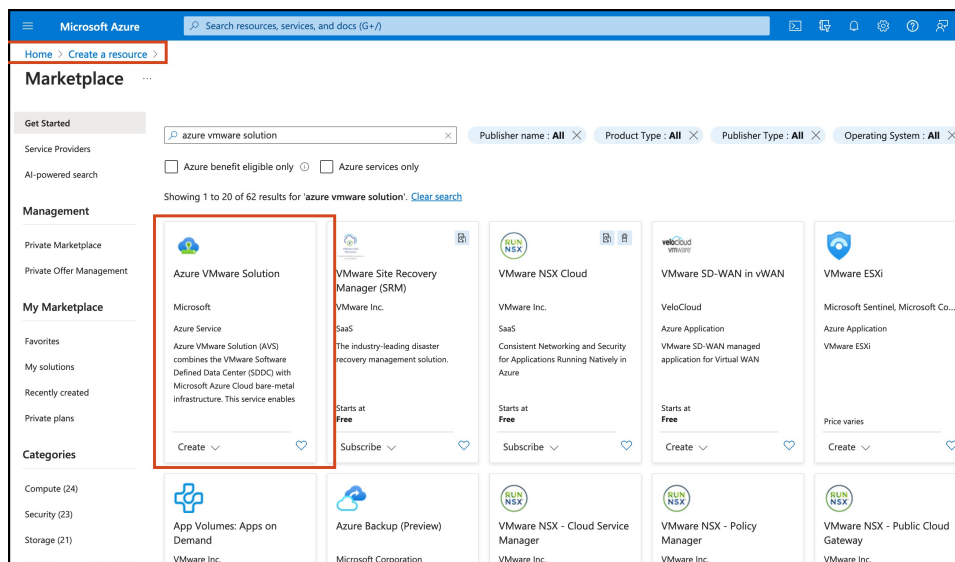 Microsoft Azure
Search resources, services, and docs (G+/)
Home > Create a resource >
Marketplace ...
Get Started
Service Providers
AI-powered search
Management
Private Marketplace
Private Offer Management
My Marketplace
Favorites
My solutions
Recently created
Private plans
Categories
Compute (24)
Security (23)
Storage (21)
azure vmware solution
Publisher name : All
Product Type : All
Publisher Type : All
Operating System : All
Azure benefit eligible only
Azure services only
Showing 1 to 20 of 62 results for 'azure vmware solution'. Clear search
Azure VMware Solution
Microsoft
Azure Service
Azure VMware Solution (AVS)
combines the VMware Software
Defined Data Center (SDDC) with
Microsoft Azure Cloud bare-metal
infrastructure. This service enables
Create
VMware Site Recovery
Manager (SRM)
VMware Inc.
SaaS
The industry-leading disaster
recovery management solution.
Starts at
Free
Subscribe
RUN
NSX
VMware NSX Cloud
VMware Inc.
SaaS
Consistent Networking and Security
for Applications Running Natively in
Azure
Starts at
Free
Subscribe
velocloud
vmware
VMware SD-WAN in vWAN
VeloCloud
Azure Application
VMware SD-WAN managed
application for Virtual WAN
Starts at
Free
Create
VMware ESXi
Microsoft Sentinel, Microsoft Co...
Azure Application
VMware ESXi
Price varies
Create
App Volumes: Apps on
Demand
VMware Inc.
Azure Backup (Preview)
Microsoft Corporation
RUN
NSX
VMware NSX - Cloud Service
Manager
VMware Inc.
RUN
NSX
VMware NSX - Policy
Manager
VMware Inc.
RUN
NSX
VMware NSX - Public Cloud
Gateway
VMware Inc.